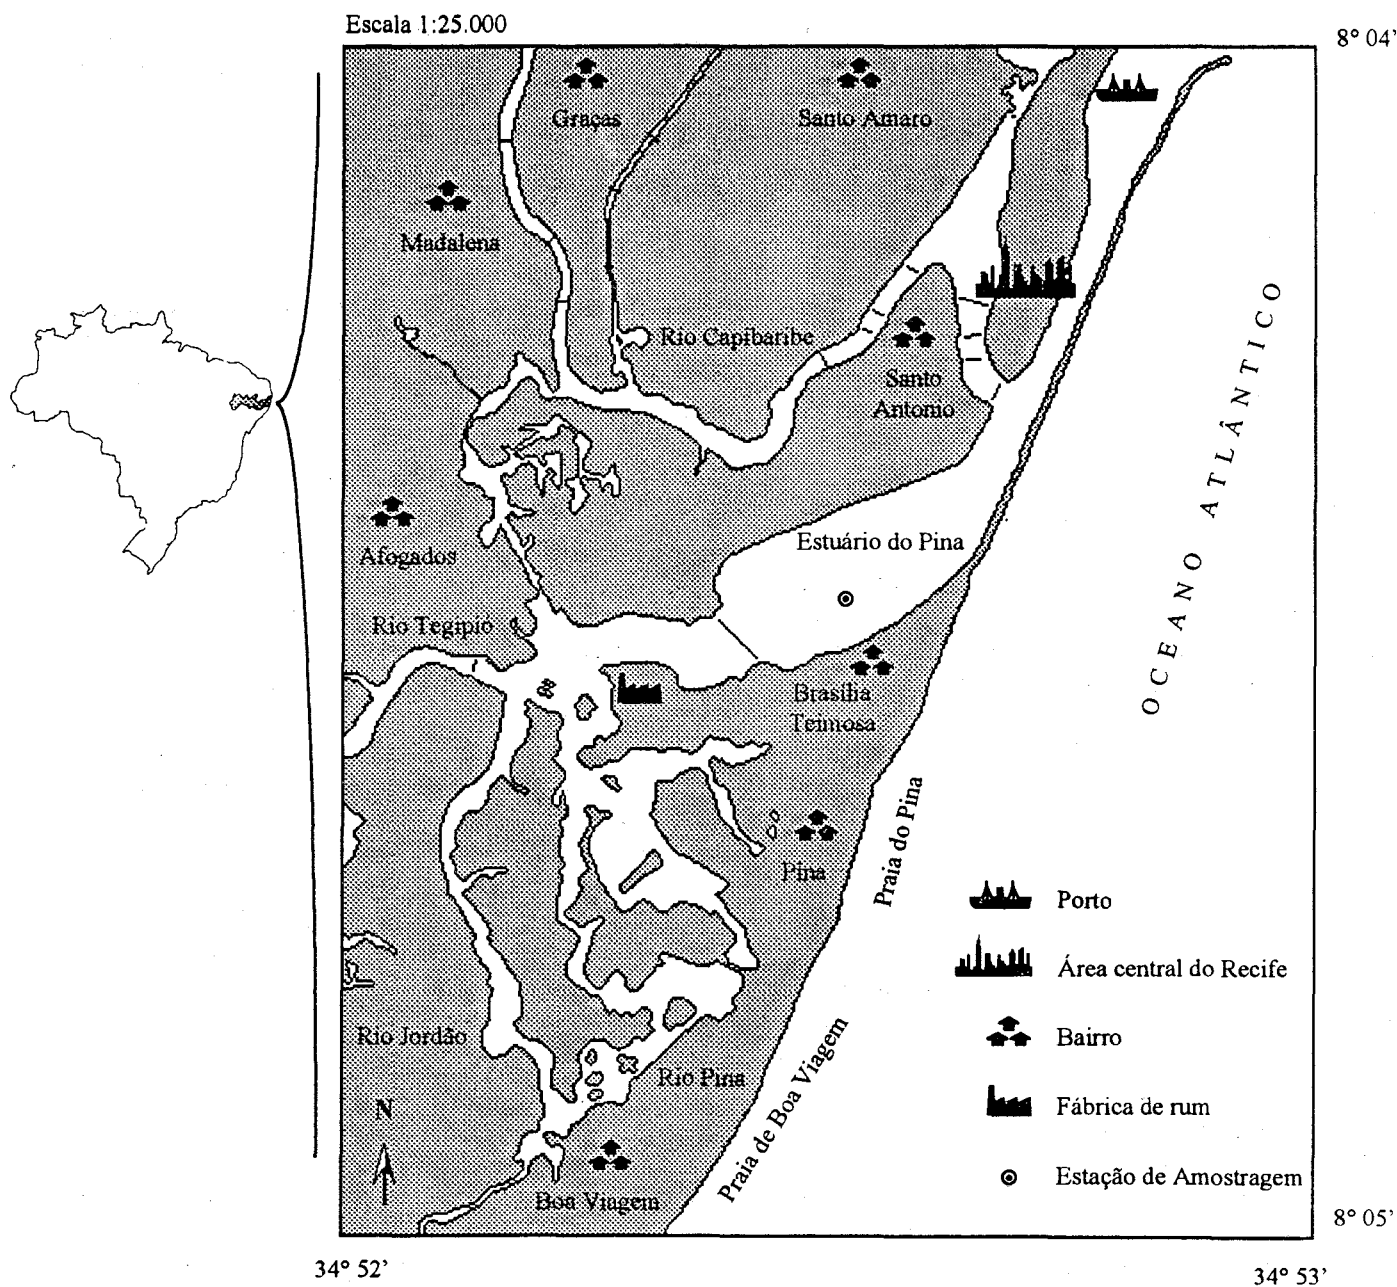 Escala 1:25.000
8° 04'
Graças
Santo Amaro
Madalena
Rio Capibaribe
Santo
Antonio
OCEANO ATLÂNTICO
Afogados
Estuário do Pina
Rio Tegipio
Brasília
Teimosa
Praia do Pina
Pina
Porto
Área central do Recife
Rio Jordão
Bairro
Rio Pina
Praia de Boa Viagem
N
Fábrica de rum
Estação de Amostragem
Boa Viagem
8° 05'
34° 52'
34° 53'